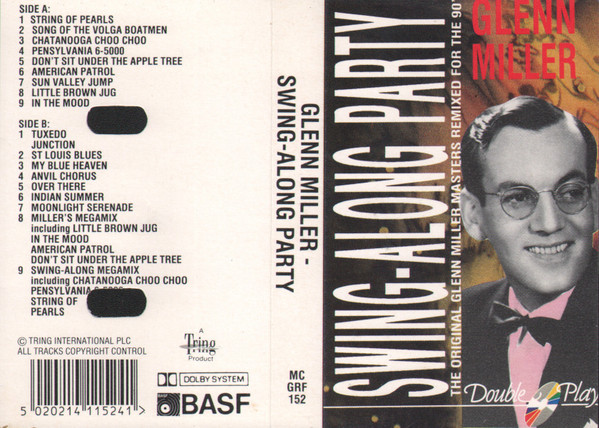 SIDE A:
1 STRING OF PEARLS
2 SONG OF THE VOLGA BOATMEN
3 CHATANOOGA CHOO CHOO
4 PENSYLVANIA 6-5000
5 DON'T SIT UNDER THE APPLE TREE
6 AMERICAN PATROL
7 SUN VALLEY JUMP
8 LITTLE BROWN JUG
9 IN THE MOOD
SIDE B:
1 TUXEDO
JUNCTION
2 ST LOUIS BLUES
3 MY BLUE HEAVEN
4 ANVIL CHORUS
5 OVER THERE
6 INDIAN SUMMER
7 MOONLIGHT SERENADE
8 MILLER'S MEGAMIX
including LITTLE BROWN JUG
IN THE MOOD
AMERICAN PATROL
DON'T SIT UNDER THE APPLE TREE
9 SWING-ALONG MEGAMIX
including CHATANOOGA CHOO CHOO
PENSYLVANIA 6-5000
STRING OF
PEARLS
© TRING INTERNATIONAL PLC
ALL TRACKS COPYRIGHT CONTROL
A
Tring
Product
DOLBY SYSTEM
BASF
5 020214 115241 >
GLENN MILLER -
SWING-ALONG PARTY
MC
GRF
152
SWING-ALONG PARTY
THE ORIGINAL GLENN MILLER MASTERS REMIXED FOR THE 90'
GLENN
MILLER
Double Play